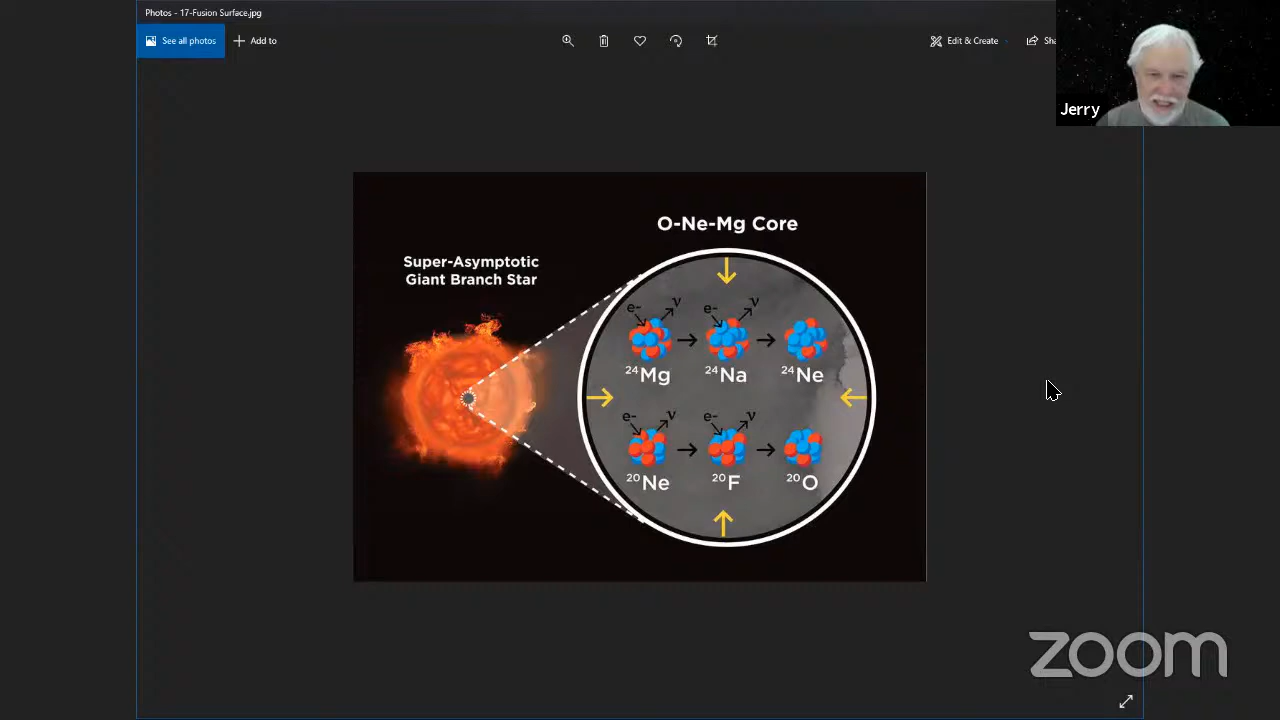 Photos - 17-Fusion Surface.jpg
See all photos
Add to
Edit & Create
Sha
Jerry
O-Ne-Mg Core
Super-Asymptotic
Giant Branch Star
e- ν e- ν
²⁴Mg ²⁴Na ²⁴Ne
e- ν e- ν
²⁰Ne ²⁰F ²⁰O
zoom